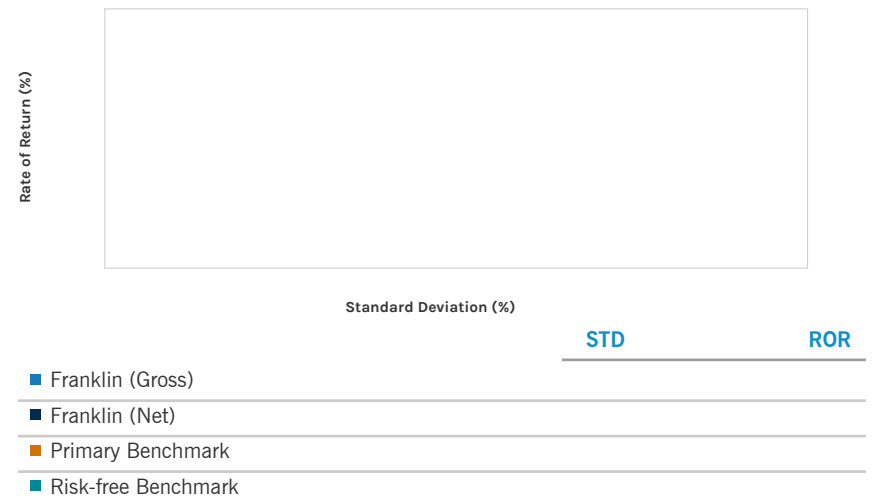 Rate of Return (%)
Standard Deviation (%)
STD ROR
Franklin (Gross)
Franklin (Net)
Primary Benchmark
Risk-free Benchmark